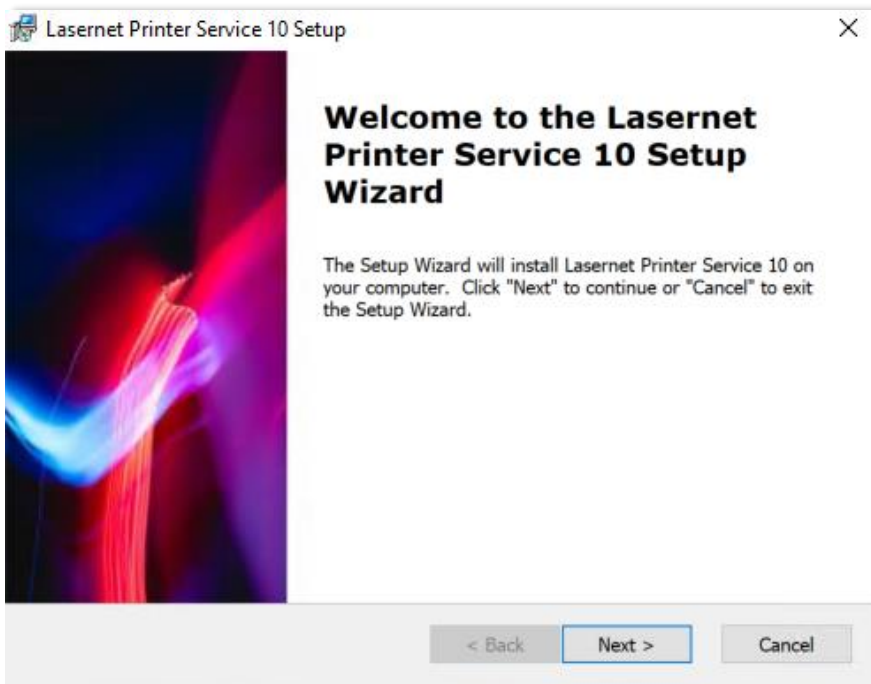 Lasernet Printer Service 10 Setup
Welcome to the Lasernet
Printer Service 10 Setup
Wizard
The Setup Wizard will install Lasernet Printer Service 10 on
your computer.  Click "Next" to continue or "Cancel" to exit
the Setup Wizard.
< Back
Next >
Cancel